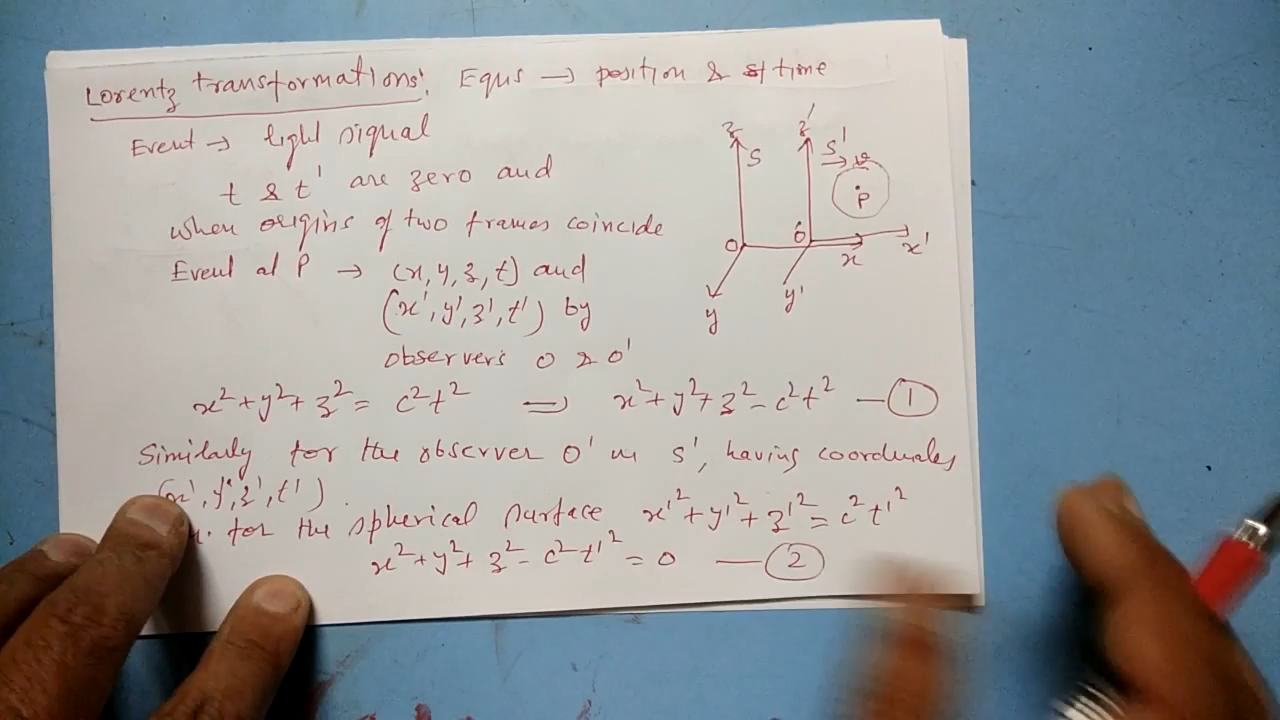 Lorentz transformations: Equs → position & st time
Event → light signal
t & t' are zero and
when origins of two frames coincide
Event at P → (x, y, z, t) and
(x', y', z', t') by
observers O & O'
z
z'
S
S'
v
P
O
O'
x
x'
y
y'
x²+y²+z² = c²t² ⇒ x²+y²+z²-c²t² — ①
Similarly for the observer O' in S', having coordinates
(x', y', z', t').
for the spherical surface x'²+y'²+z'² = c²t'²
x²+y²+z²-c²t'² = 0 — ②